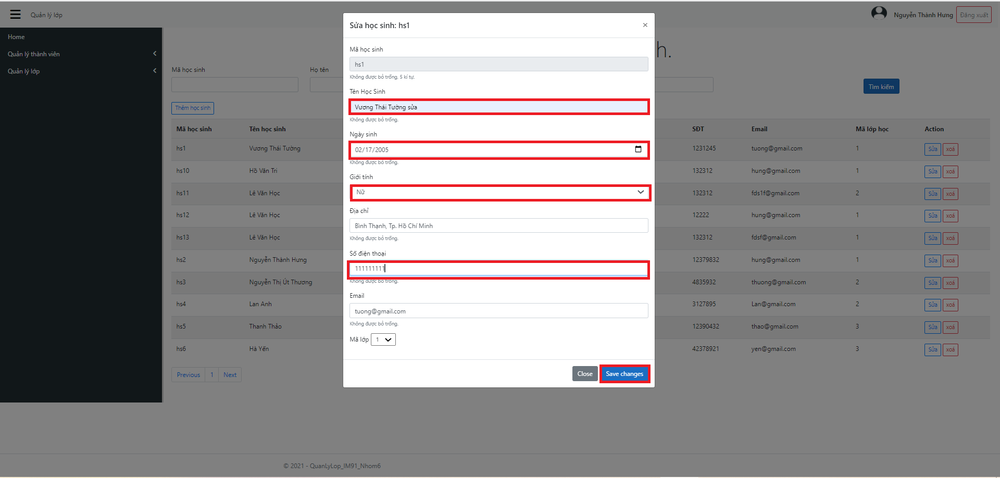 Quản lý lớp
Nguyễn Thành Hưng
Đăng xuất
Home
Quản lý thành viên
Quản lý lớp
h.
Mã học sinh
Họ tên
Tìm kiếm
Thêm học sinh
Mã học sinh Tên học sinh SĐT Email Mã lớp học Action
hs1 Vương Thái Tường 1231245 tuong@gmail.com 1 Sửa xoá
hs10 Hồ Văn Tri 132312 hung@gmail.com 1 Sửa xoá
hs11 Lê Văn Học 132312 fds1f@gmail.com 2 Sửa xoá
hs12 Lê Văn Học 12222 hung@gmail.com 1 Sửa xoá
hs13 Lê Văn Học 132312 fdsf@gmail.com 1 Sửa xoá
hs2 Nguyễn Thành Hưng 12379832 hung@gmail.com 1 Sửa xoá
hs3 Nguyễn Thị Út Thương 4835932 thuong@gmail.com 2 Sửa xoá
hs4 Lan Anh 3127895 Lan@gmail.com 2 Sửa xoá
hs5 Thanh Thảo 12390432 thao@gmail.com 3 Sửa xoá
hs6 Hà Yến 42378921 yen@gmail.com 3 Sửa xoá
Previous 1 Next
Sửa học sinh: hs1
×
Mã học sinh
hs1
Không được bỏ trống, 5 kí tự.
Tên Học Sinh
Vương Thái Tường sửa
Không được bỏ trống.
Ngày sinh
02/17/2005
Không được bỏ trống.
Giới tính
Nữ
Địa chỉ
Bình Thạnh, Tp. Hồ Chí Minh
Không được bỏ trống.
Số điện thoại
111111111
Không được bỏ trống.
Email
tuong@gmail.com
Không được bỏ trống.
Mã lớp 1
Close
Save changes
© 2021 - QuanLyLop_IM91_Nhom6